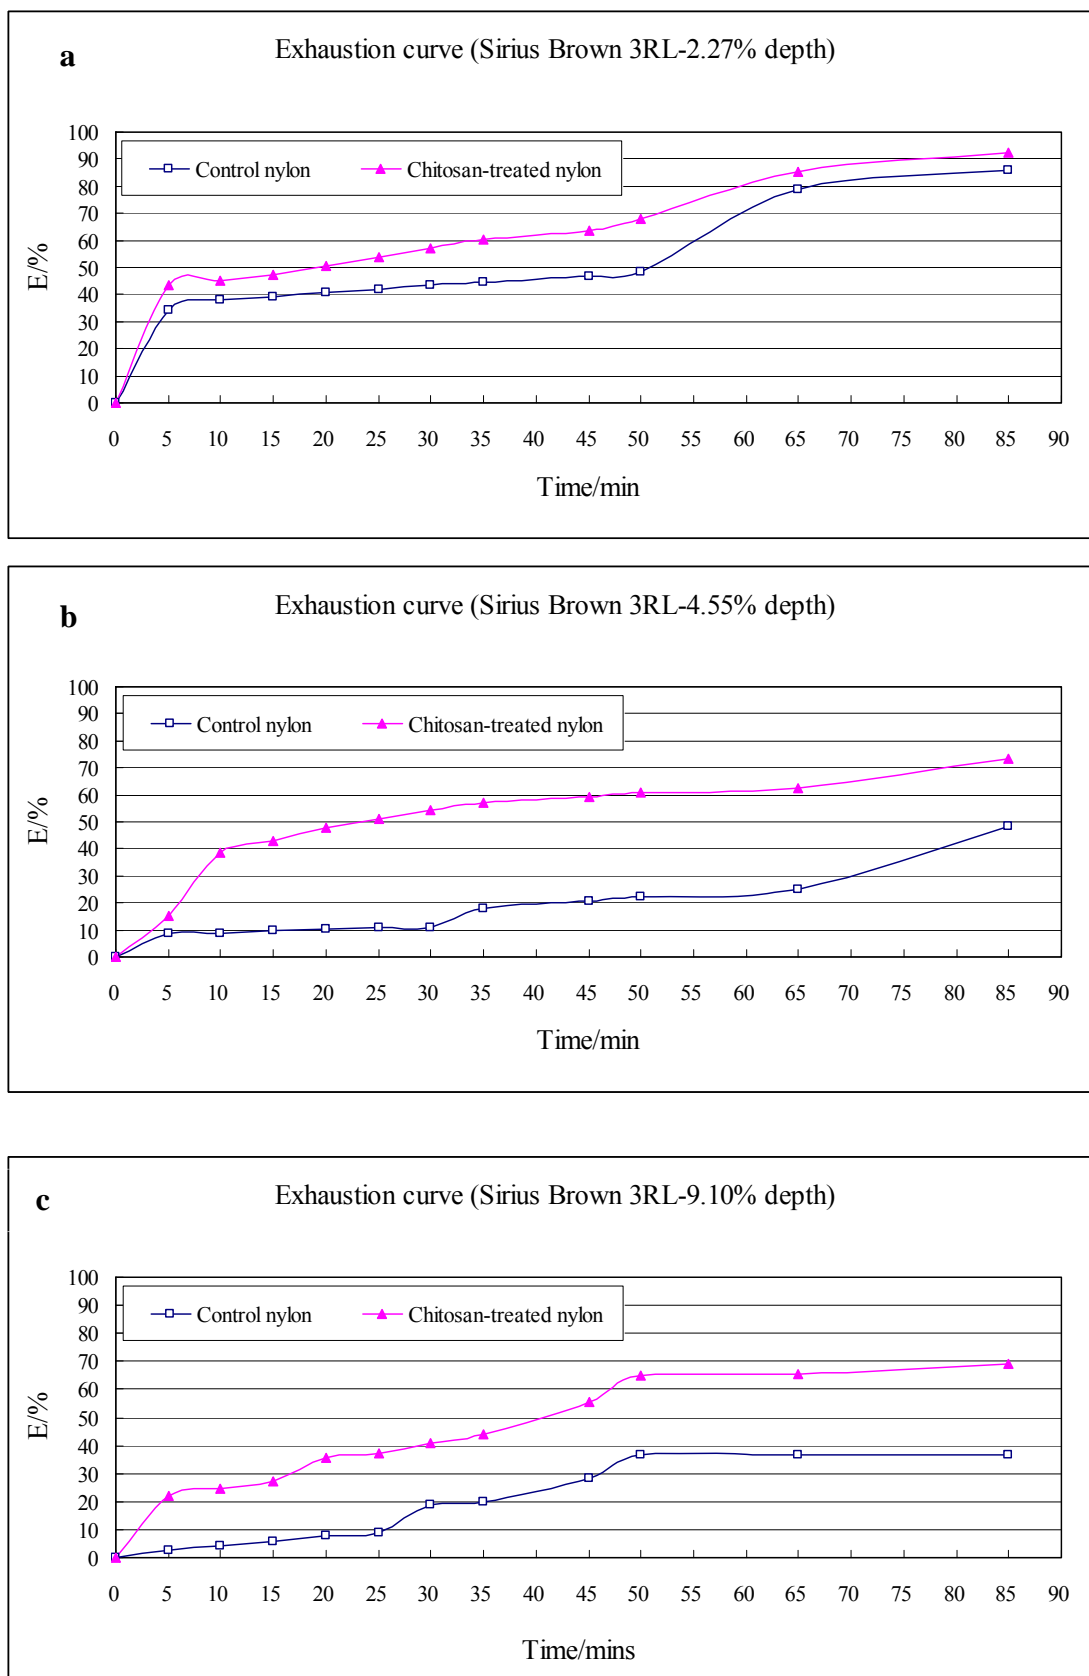 a
Exhaustion curve (Sirius Brown 3RL-2.27% depth)
100
90
80
70
60
50
40
30
20
10
0
E/%
Control nylon Chitosan-treated nylon
0 5 10 15 20 25 30 35 40 45 50 55 60 65 70 75 80 85 90
Time/min
b
Exhaustion curve (Sirius Brown 3RL-4.55% depth)
100
90
80
70
60
50
40
30
20
10
0
E/%
Control nylon Chitosan-treated nylon
0 5 10 15 20 25 30 35 40 45 50 55 60 65 70 75 80 85 90
Time/min
c
Exhaustion curve (Sirius Brown 3RL-9.10% depth)
100
90
80
70
60
50
40
30
20
10
0
E/%
Control nylon Chitosan-treated nylon
0 5 10 15 20 25 30 35 40 45 50 55 60 65 70 75 80 85 90
Time/mins